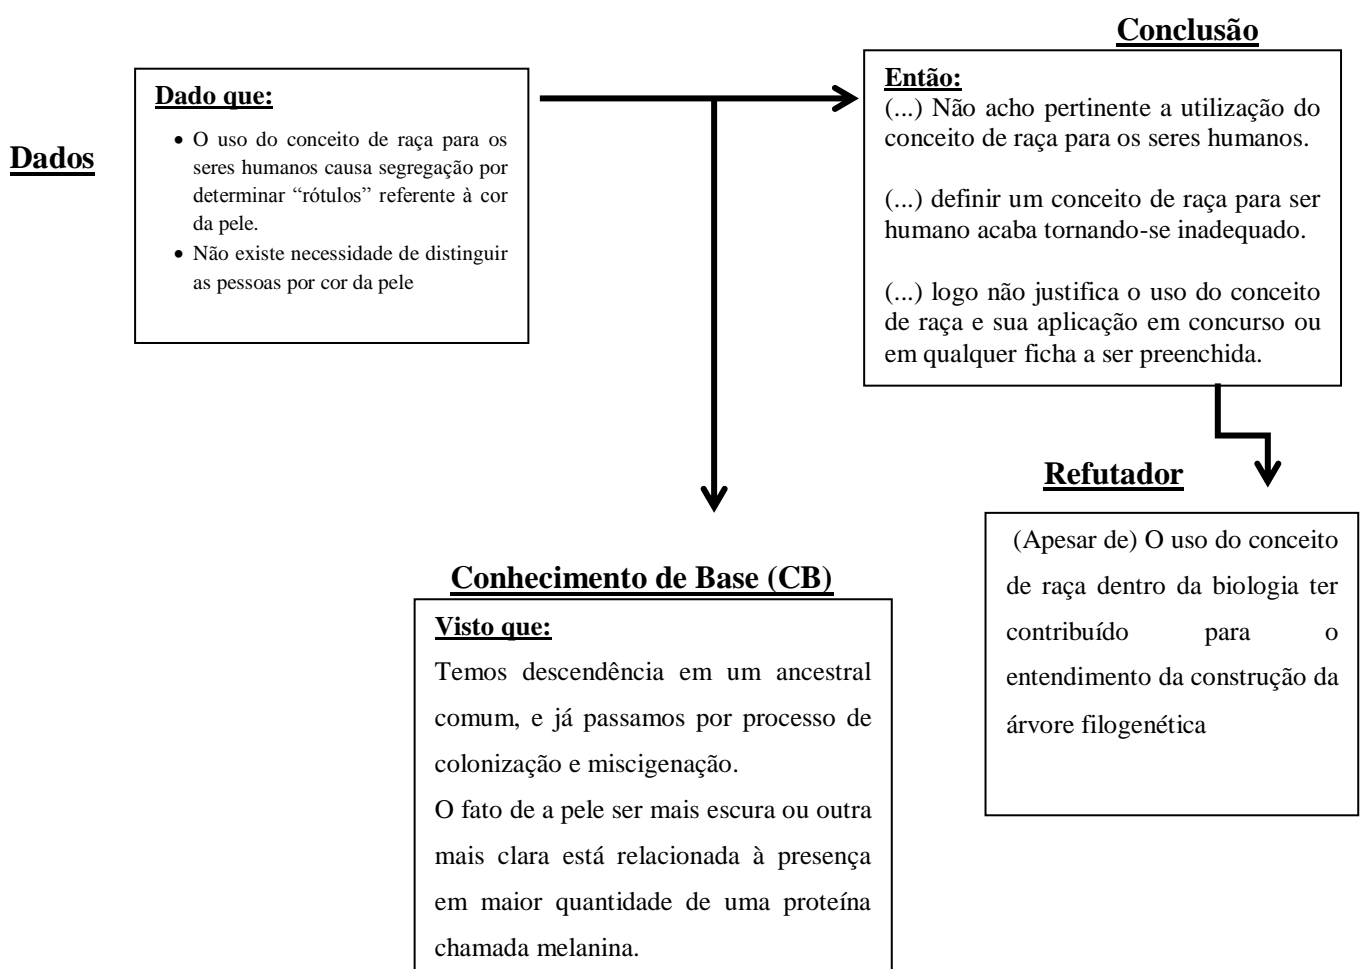 Dados
Dado que:
• O uso do conceito de raça para os
seres humanos causa segregação por
determinar “rótulos” referente à cor
da pele.
• Não existe necessidade de distinguir
as pessoas por cor da pele
Conclusão
Então:
(...) Não acho pertinente a utilização do
conceito de raça para os seres humanos.
(...) definir um conceito de raça para ser
humano acaba tornando-se inadequado.
(...) logo não justifica o uso do conceito
de raça e sua aplicação em concurso ou
em qualquer ficha a ser preenchida.
Refutador
(Apesar de) O uso do conceito
de raça dentro da biologia ter
contribuído para o
entendimento da construção da
árvore filogenética
Conhecimento de Base (CB)
Visto que:
Temos descendência em um ancestral
comum, e já passamos por processo de
colonização e miscigenação.
O fato de a pele ser mais escura ou outra
mais clara está relacionada à presença
em maior quantidade de uma proteína
chamada melanina.